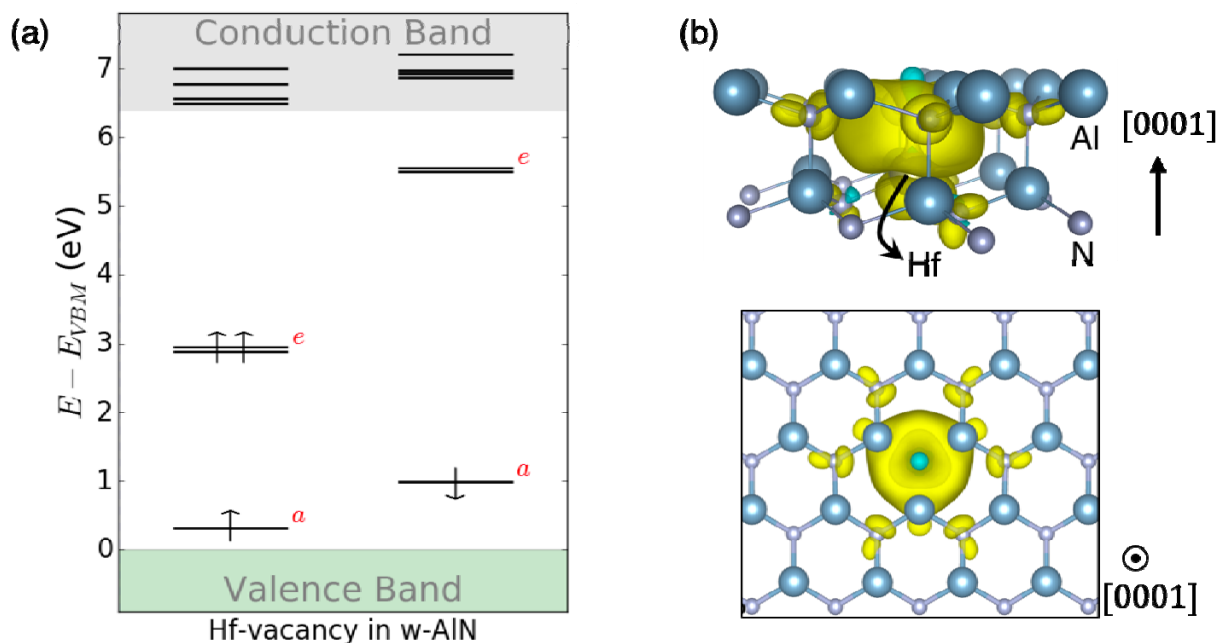 (a)
Conduction Band
7
6
5
4
3
2
1
0
E − E_VBM (eV)
e
e
a
a
Valence Band
Hf-vacancy in w-AlN
(b)
Al
[0001]
N
Hf
[0001]